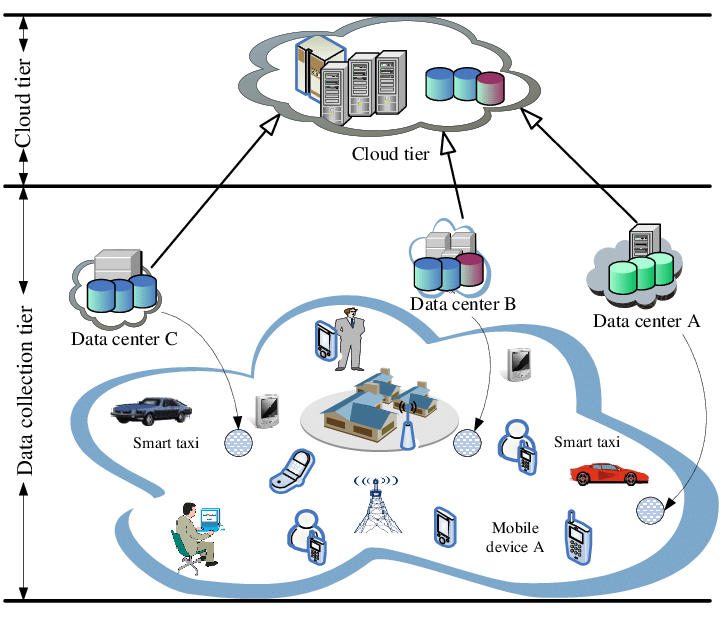 Cloud tier
Cloud tier
Data collection tier
Data center C
Data center B
Data center A
Smart taxi
Smart taxi
Mobile
device A